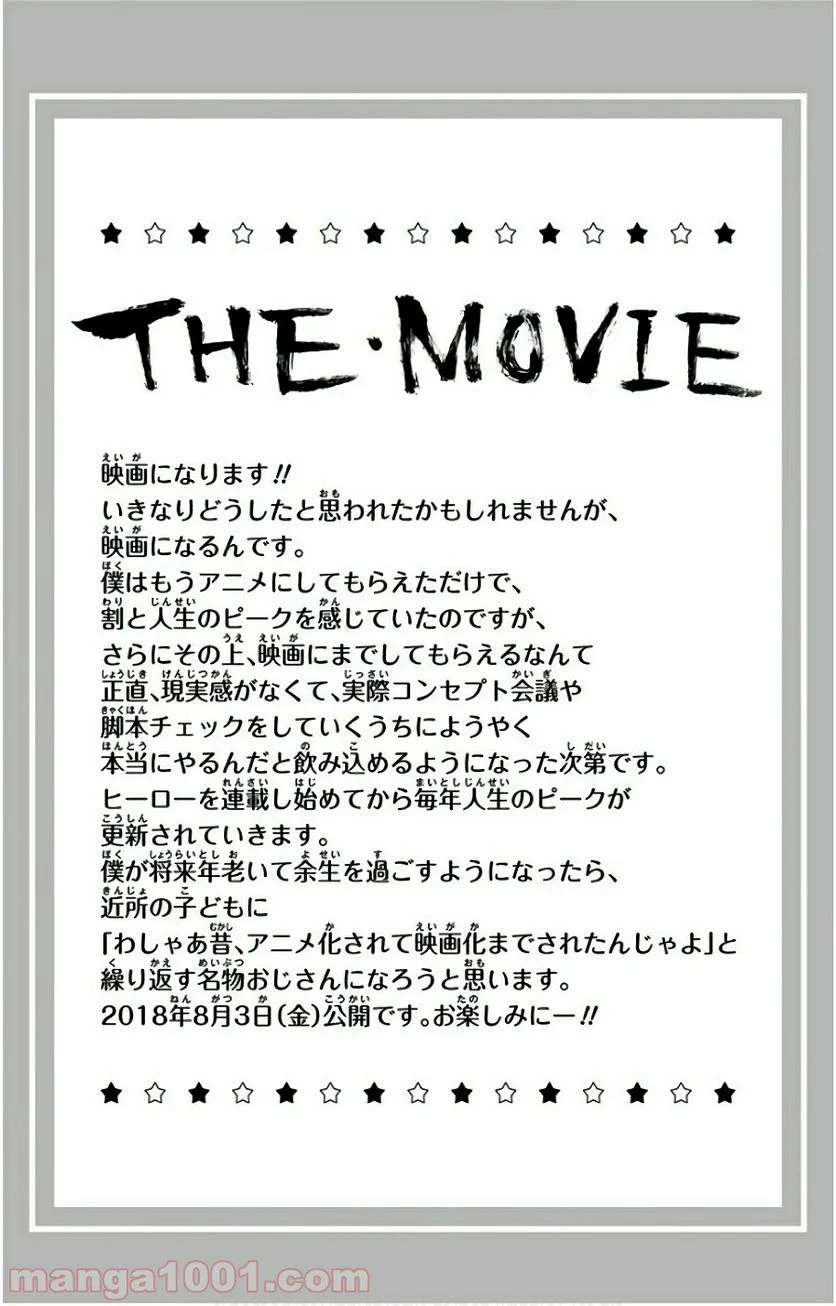 THE・MOVIE
映画になります!!
いきなりどうしたと思われたかもしれませんが、
映画になるんです。
僕はもうアニメにしてもらえただけで、
割と人生のピークを感じていたのですが、
さらにその上、映画にまでしてもらえるなんて
正直、現実感がなくて、実際コンセプト会議や
脚本チェックをしていくうちにようやく
本当にやるんだと飲み込めるようになった次第です。
ヒーローを連載し始めてから毎年人生のピークが
更新されていきます。
僕が将来年老いて余生を過ごすようになったら、
近所の子どもに
「わしゃあ昔、アニメ化されて映画化までされたんじゃよ」と
繰り返す名物おじさんになろうと思います。
2018年8月3日(金)公開です。お楽しみにー!!
manga1001.com